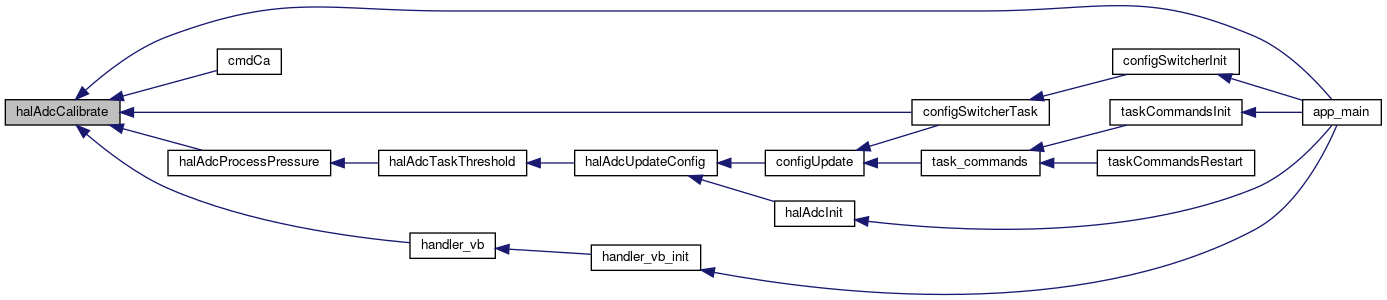 halAdcCalibrate
cmdCa
configSwitcherTask
configSwitcherInit
app_main
halAdcProcessPressure
halAdcTaskThreshold
halAdcUpdateConfig
configUpdate
task_commands
taskCommandsInit
taskCommandsRestart
halAdcInit
handler_vb
handler_vb_init